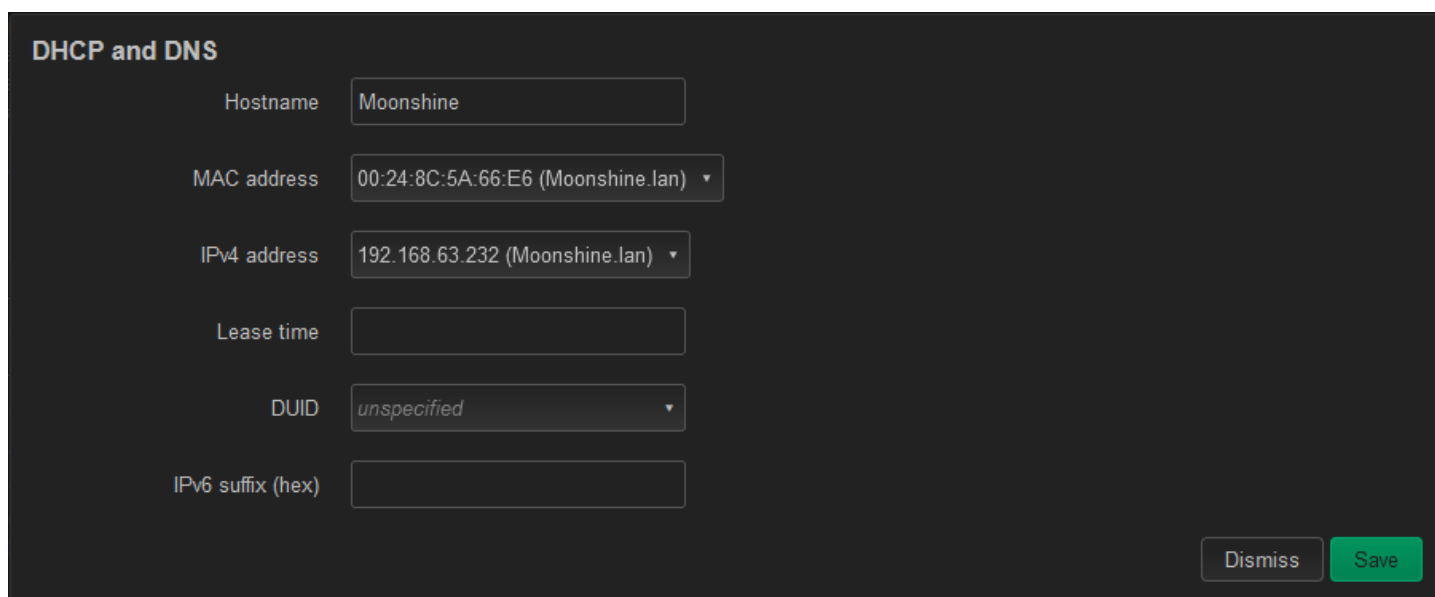 DHCP and DNS
Hostname Moonshine
MAC address 00:24:8C:5A:66:E6 (Moonshine.lan)
IPv4 address 192.168.63.232 (Moonshine.lan)
Lease time
DUID unspecified
IPv6 suffix (hex)
Dismiss Save